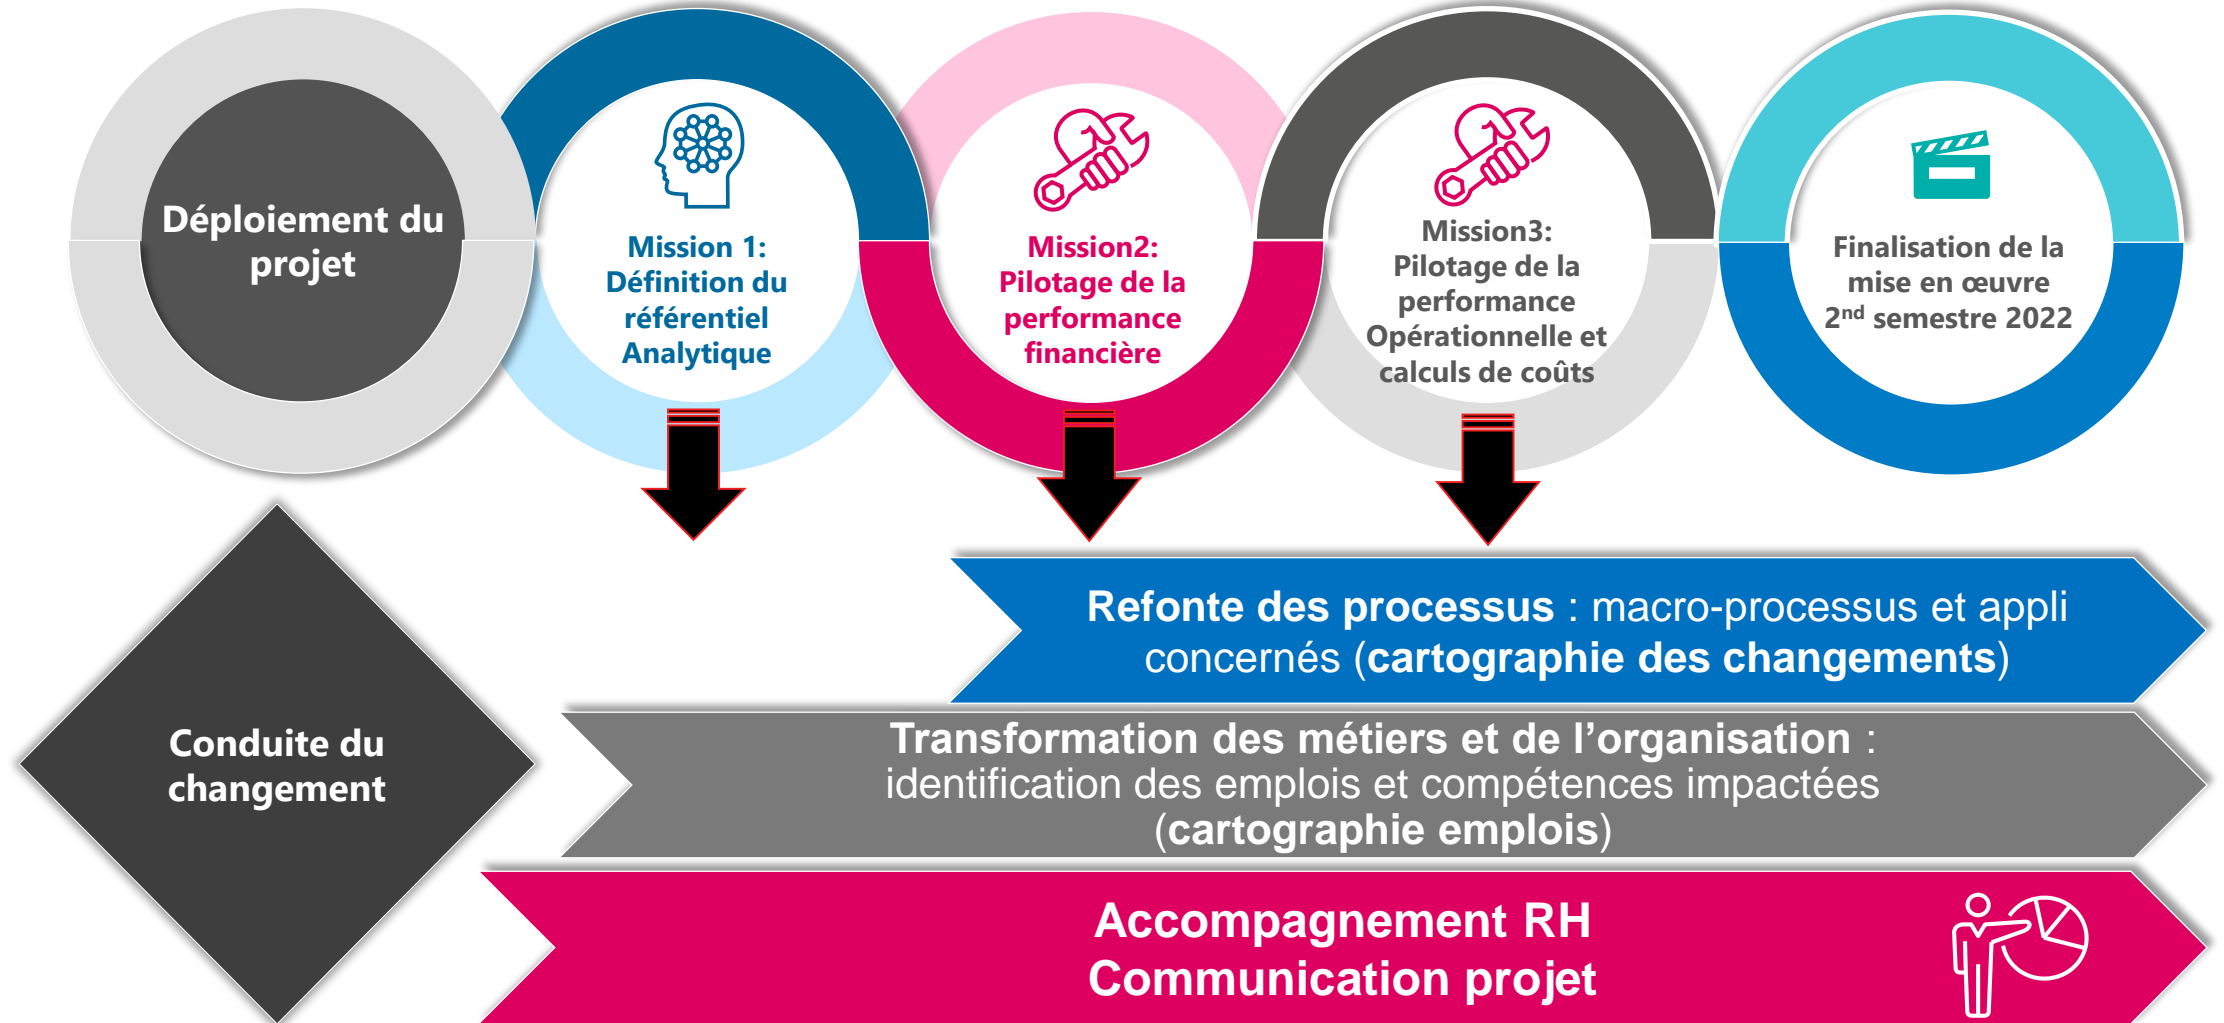 Déploiement du
projet
Mission 1:
Définition du
référentiel
Analytique
Mission2:
Pilotage de la
performance
financière
Mission3:
Pilotage de la
performance
Opérationnelle et
calculs de coûts
Finalisation de la
mise en œuvre
2nd semestre 2022
Conduite du
changement
Refonte des processus : macro-processus et appli
concernés (cartographie des changements)
Transformation des métiers et de l’organisation :
identification des emplois et compétences impactées
(cartographie emplois)
Accompagnement RH
Communication projet